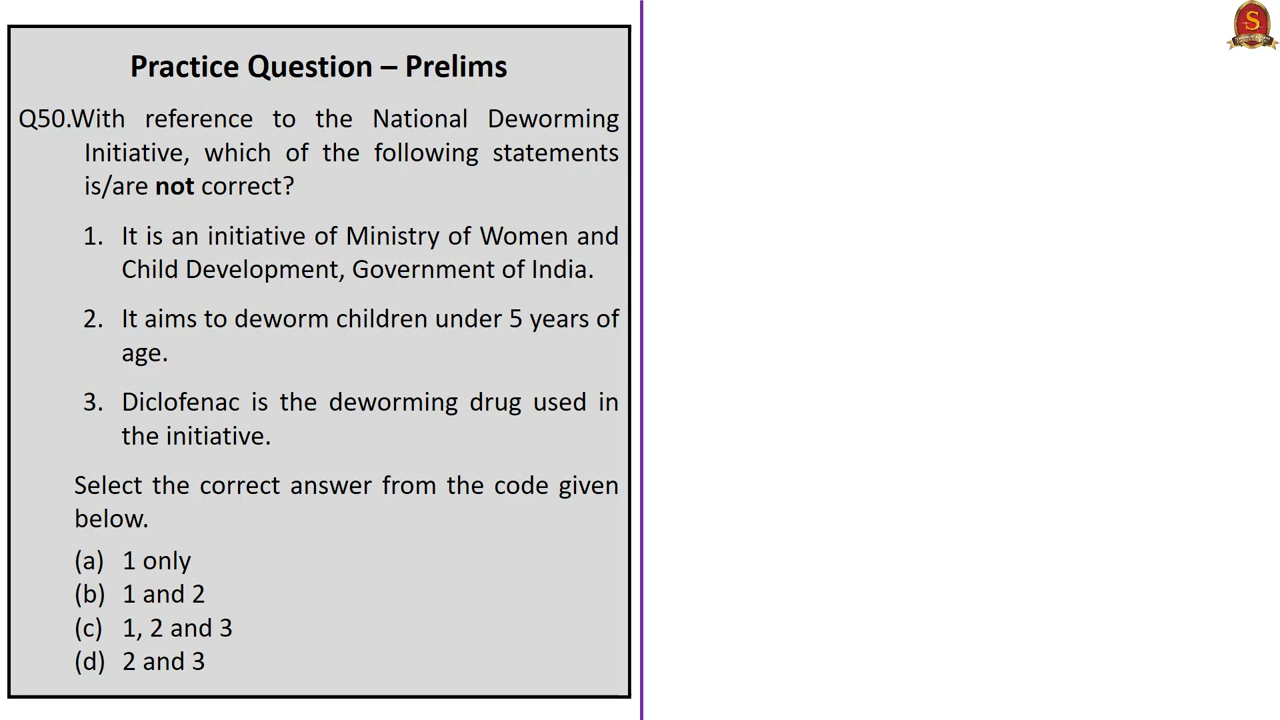 Practice Question – Prelims
Q50.With reference to the National Deworming
Initiative, which of the following statements
is/are not correct?
1. It is an initiative of Ministry of Women and
Child Development, Government of India.
2. It aims to deworm children under 5 years of
age.
3. Diclofenac is the deworming drug used in
the initiative.
Select the correct answer from the code given
below.
(a) 1 only
(b) 1 and 2
(c) 1, 2 and 3
(d) 2 and 3
S